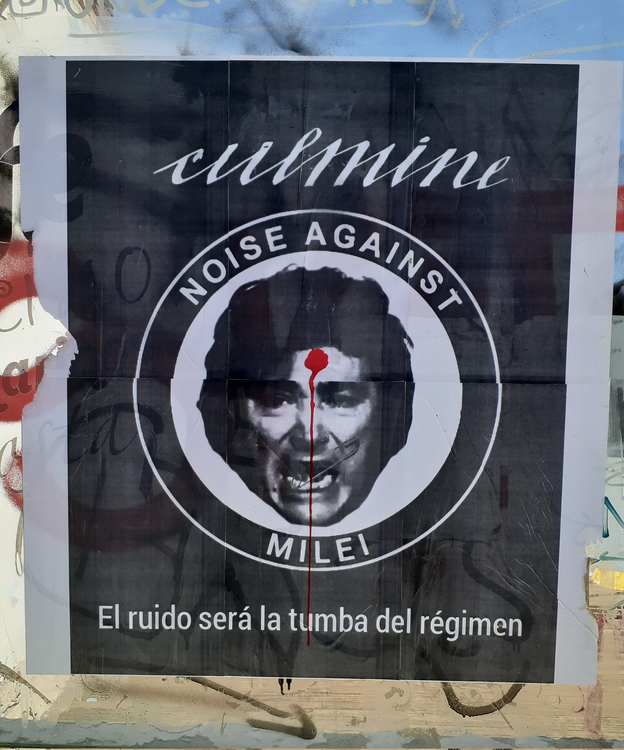 culmine
NOISE AGAINST
MILEI
El ruido será la tumba del régimen